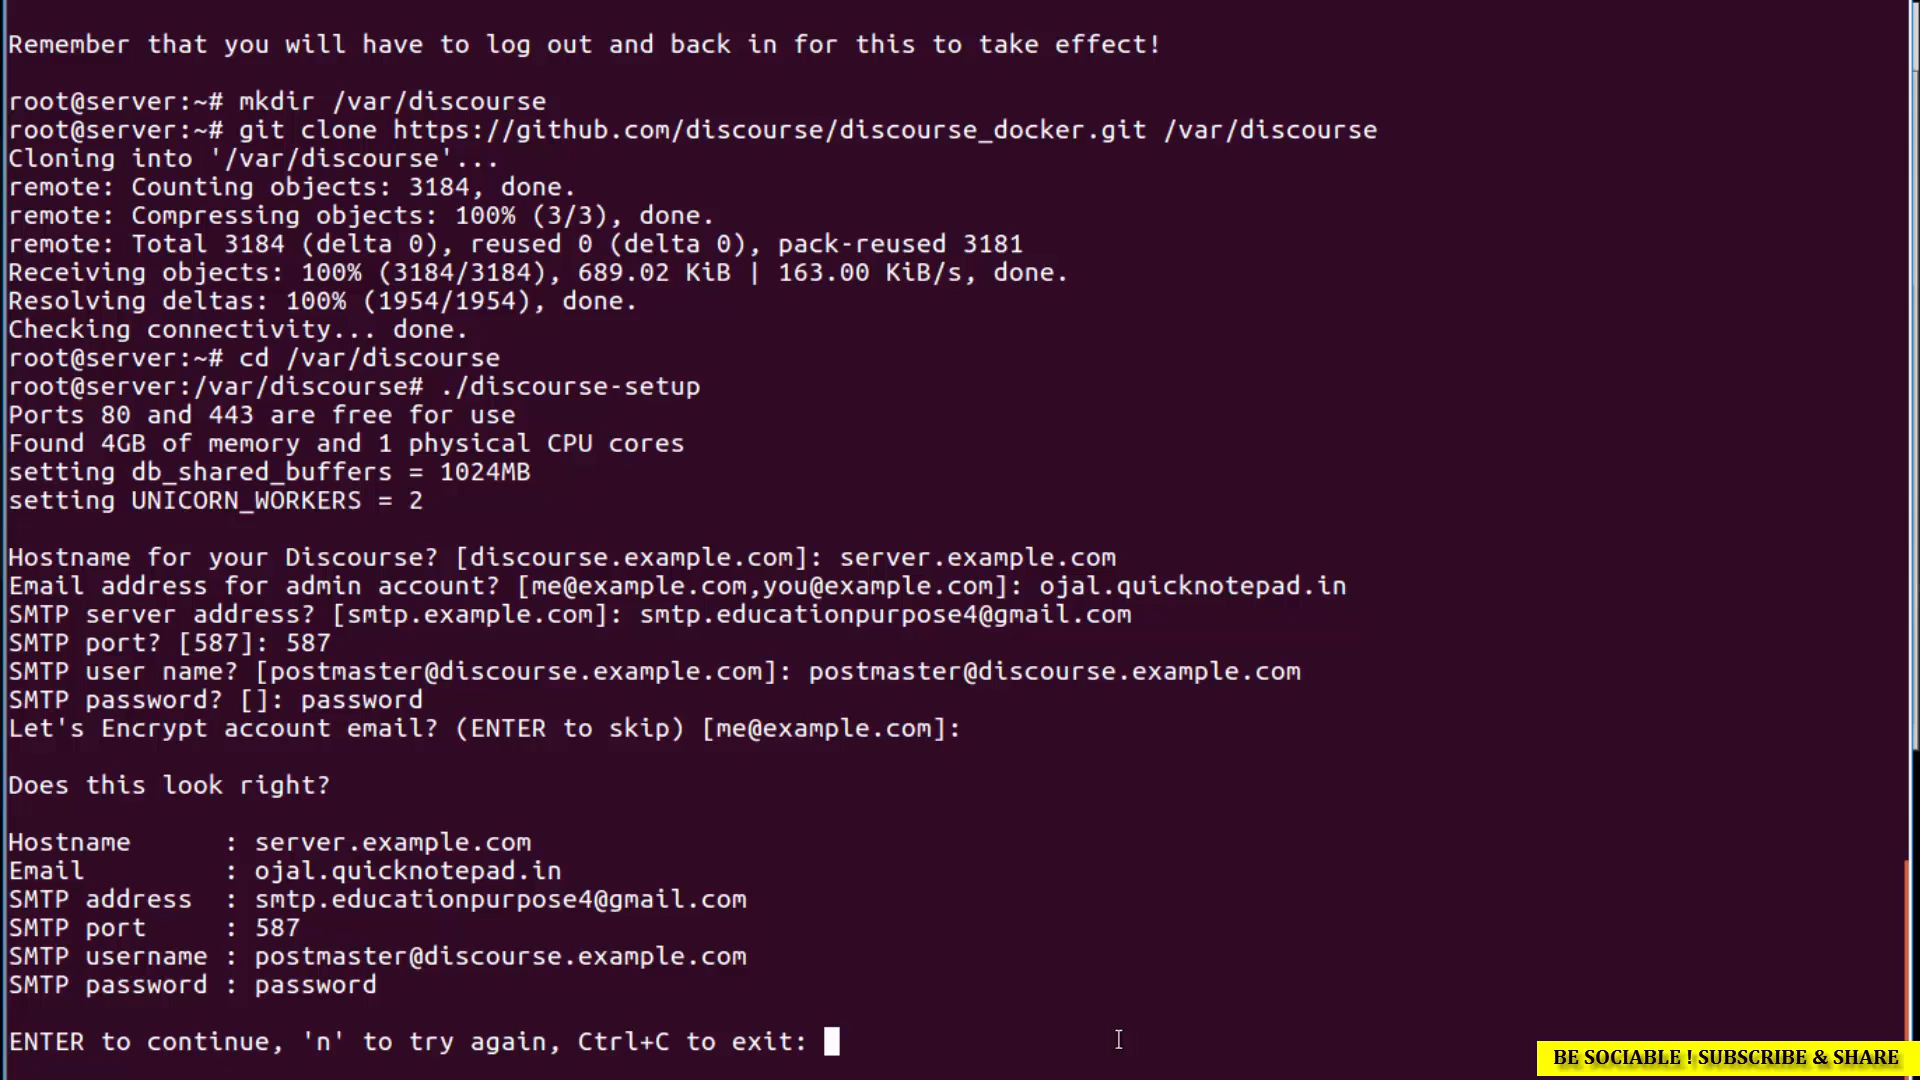 Remember that you will have to log out and back in for this to take effect!
root@server:~# mkdir /var/discourse
root@server:~# git clone https://github.com/discourse/discourse_docker.git /var/discourse
Cloning into '/var/discourse'...
remote: Counting objects: 3184, done.
remote: Compressing objects: 100% (3/3), done.
remote: Total 3184 (delta 0), reused 0 (delta 0), pack-reused 3181
Receiving objects: 100% (3184/3184), 689.02 KiB | 163.00 KiB/s, done.
Resolving deltas: 100% (1954/1954), done.
Checking connectivity... done.
root@server:~# cd /var/discourse
root@server:/var/discourse# ./discourse-setup
Ports 80 and 443 are free for use
Found 4GB of memory and 1 physical CPU cores
setting db_shared_buffers = 1024MB
setting UNICORN_WORKERS = 2
Hostname for your Discourse? [discourse.example.com]: server.example.com
Email address for admin account? [me@example.com,you@example.com]: ojal.quicknotepad.in
SMTP server address? [smtp.example.com]: smtp.educationpurpose4@gmail.com
SMTP port? [587]: 587
SMTP user name? [postmaster@discourse.example.com]: postmaster@discourse.example.com
SMTP password? []: password
Let's Encrypt account email? (ENTER to skip) [me@example.com]:
Does this look right?
Hostname      : server.example.com
Email         : ojal.quicknotepad.in
SMTP address  : smtp.educationpurpose4@gmail.com
SMTP port     : 587
SMTP username : postmaster@discourse.example.com
SMTP password : password
ENTER to continue, 'n' to try again, Ctrl+C to exit:
BE SOCIABLE ! SUBSCRIBE & SHARE